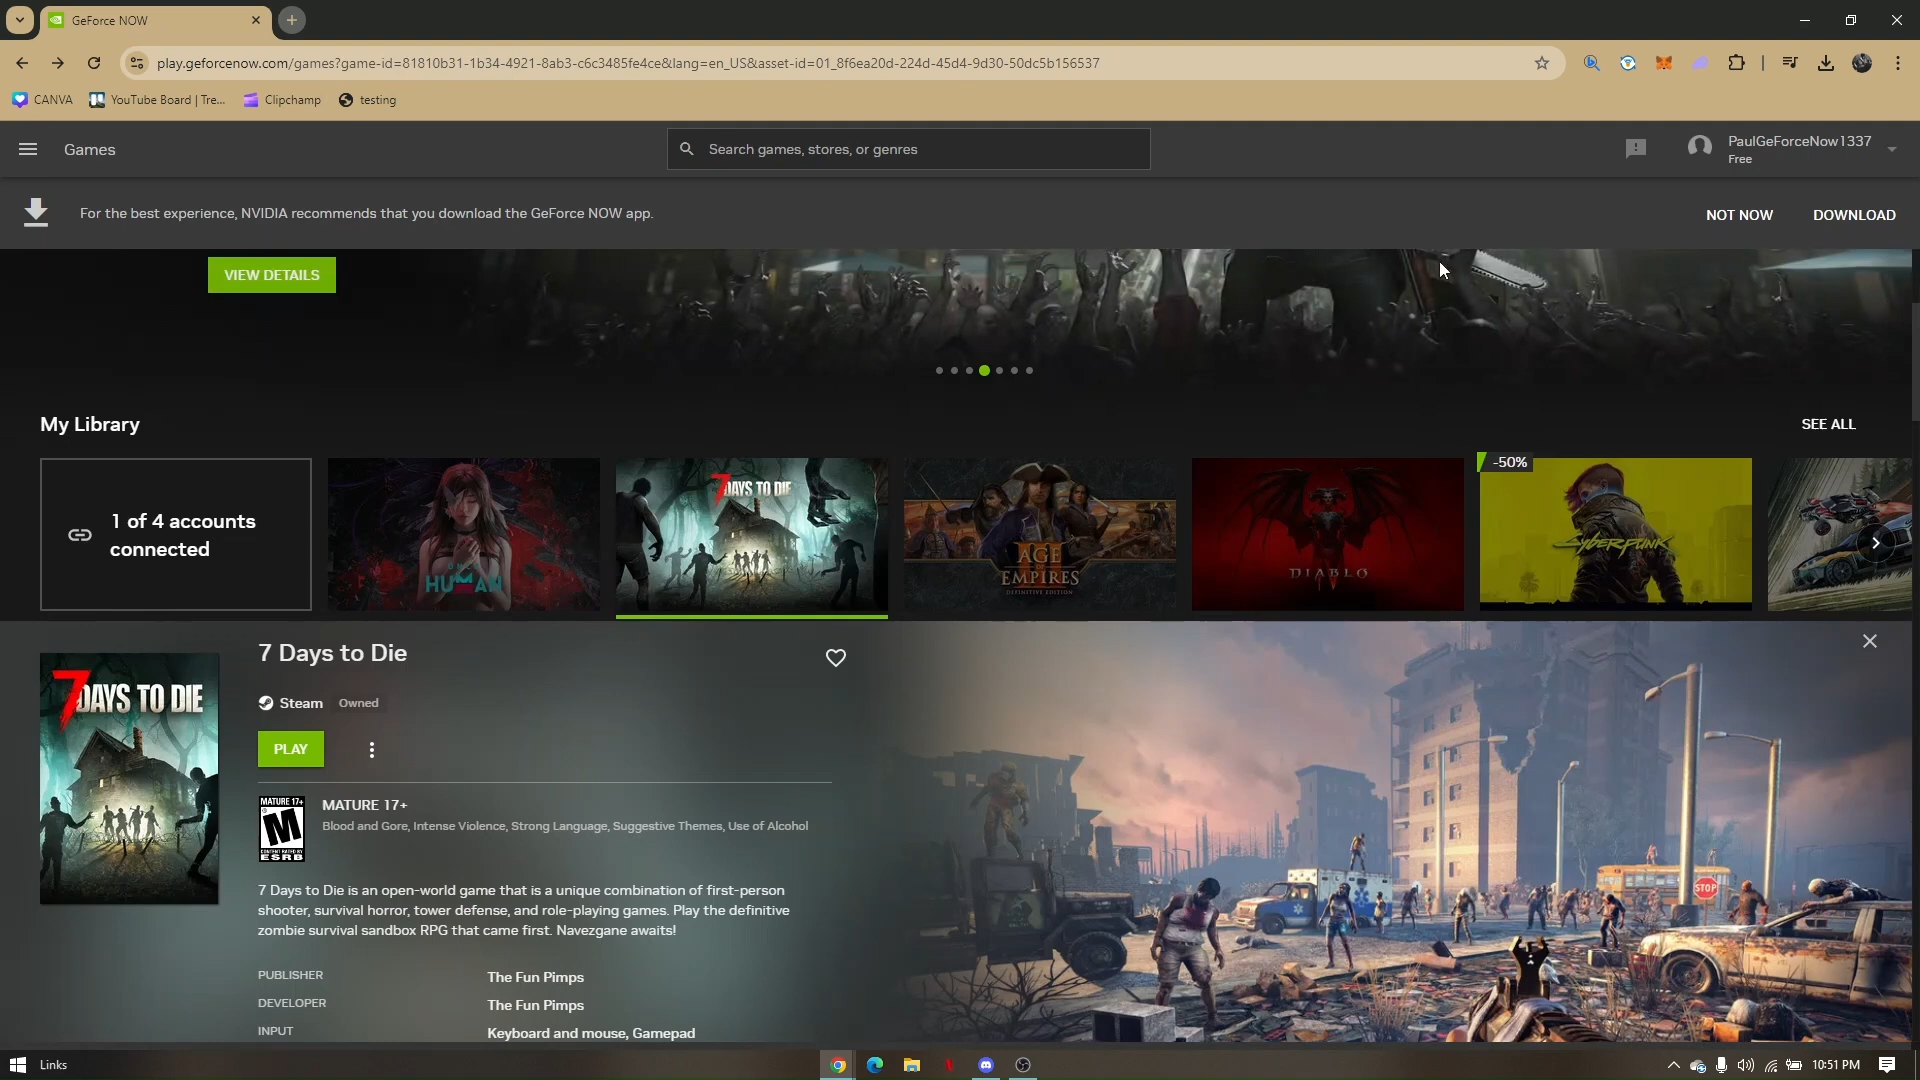 GeForce NOW
play.geforcenow.com/games?game-id=81810b31-1b34-4921-8ab3-c6c3485fe4ce&lang=en_US&asset-id=01_8f6ea20d-224d-45d4-9d30-50dc5b156537
CANVA
YouTube Board | Tre...
Clipchamp
testing
Games
Search games, stores, or genres
PaulGeForceNow1337
Free
For the best experience, NVIDIA recommends that you download the GeForce NOW app.
NOT NOW
DOWNLOAD
VIEW DETAILS
My Library
SEE ALL
1 of 4 accounts
connected
ONCE
HUMAN
7 DAYS TO DIE
AGE
OF
EMPIRES
DEFINITIVE EDITION
DIABLO
-50%
CYBERPUNK
7 Days to Die
7 DAYS TO DIE
Steam Owned
PLAY
MATURE 17+
M
CONTENT RATED BY
ESRB
MATURE 17+
Blood and Gore, Intense Violence, Strong Language, Suggestive Themes, Use of Alcohol
7 Days to Die is an open-world game that is a unique combination of first-person
shooter, survival horror, tower defense, and role-playing games. Play the definitive
zombie survival sandbox RPG that came first. Navezgane awaits!
PUBLISHER The Fun Pimps
DEVELOPER The Fun Pimps
INPUT Keyboard and mouse, Gamepad
STOP
Links
10:51 PM